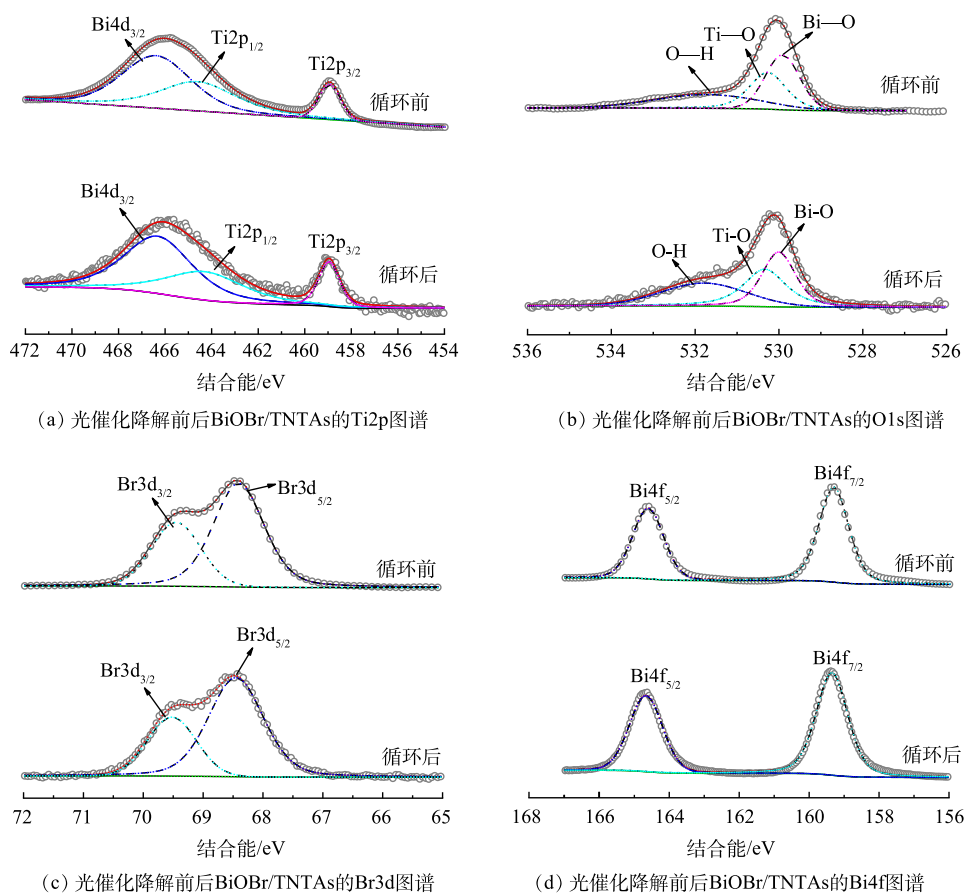 Bi4d3/2
Ti2p1/2
Ti2p3/2
循环前
Bi4d3/2
Ti2p1/2
Ti2p3/2
循环后
472 470 468 466 464 462 460 458 456 454
结合能/eV
(a) 光催化降解前后BiOBr/TNTAs的Ti2p图谱
Bi—O
Ti—O
O—H
循环前
Bi-O
Ti-O
O-H
循环后
536 534 532 530 528 526
结合能/eV
(b) 光催化降解前后BiOBr/TNTAs的O1s图谱
Br3d3/2
Br3d5/2
循环前
Br3d5/2
Br3d3/2
循环后
72 71 70 69 68 67 66 65
结合能/eV
(c) 光催化降解前后BiOBr/TNTAs的Br3d图谱
Bi4f5/2
Bi4f7/2
循环前
Bi4f5/2
Bi4f7/2
循环后
168 166 164 162 160 158 156
结合能/eV
(d) 光催化降解前后BiOBr/TNTAs的Bi4f图谱